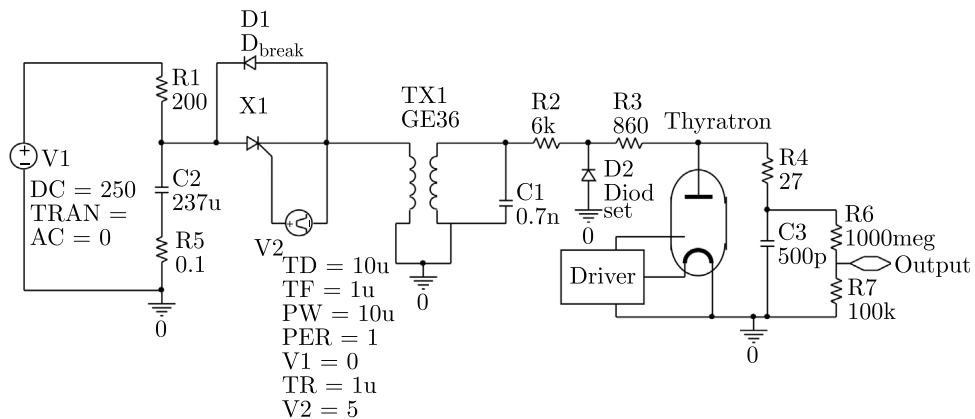 D1
Dbreak
R1
200
X1
TX1
GE36
R2
6k
R3
860
Thyratron
V1
DC = 250
TRAN =
AC = 0
C2
237u
R5
0.1
0
V2
TD = 10u
TF = 1u
PW = 10u
PER = 1
V1 = 0
TR = 1u
V2 = 5
0
C1
0.7n
D2
Diod
set
0
Driver
R4
27
C3
500p
R6
1000meg
Output
R7
100k
0